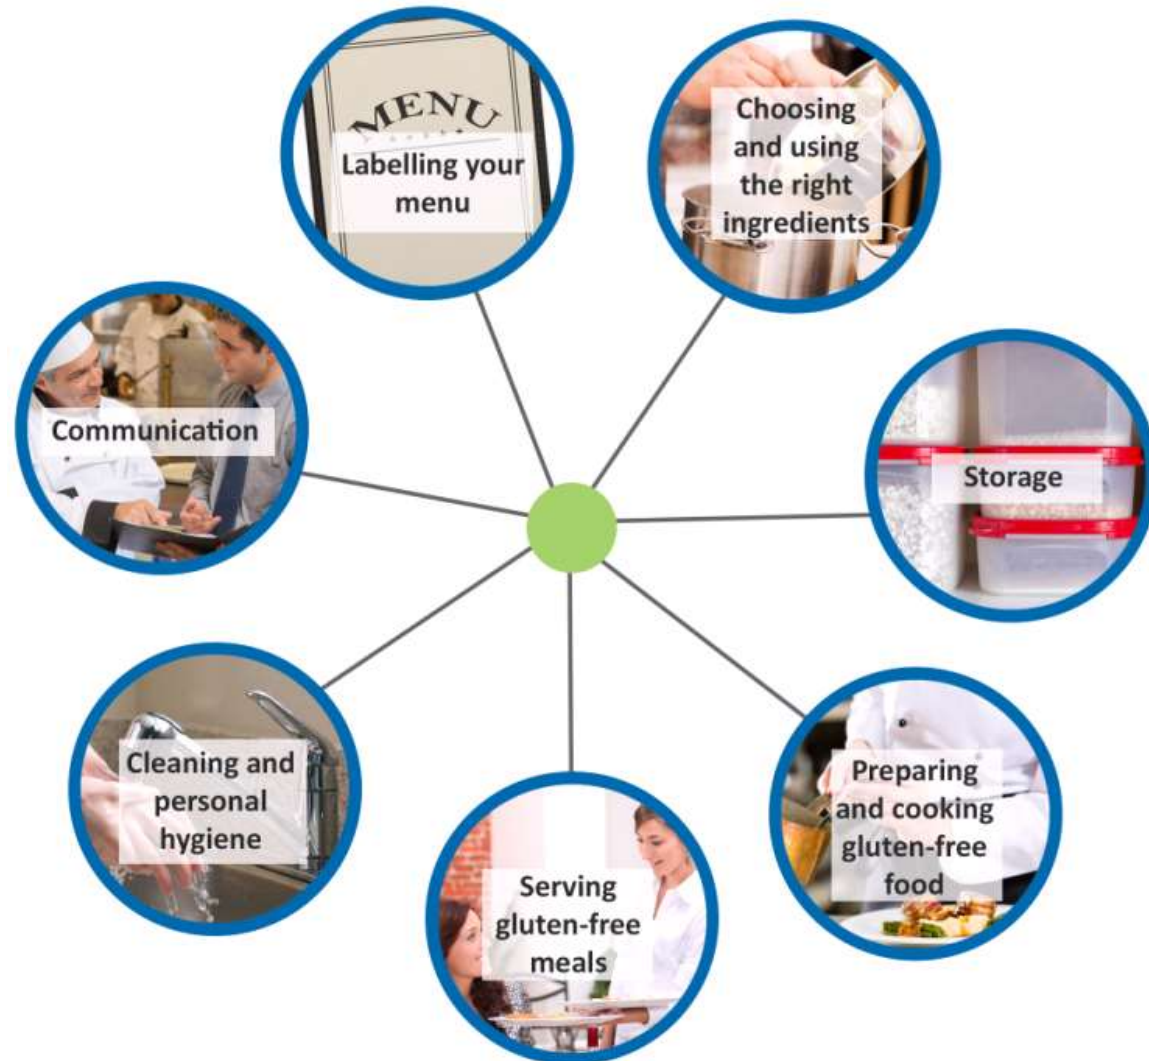 MENU
Labelling your
menu
Choosing
and using
the right
ingredients
Storage
Preparing
and cooking
gluten-free
food
Serving
gluten-free
meals
Cleaning and
personal
hygiene
Communication